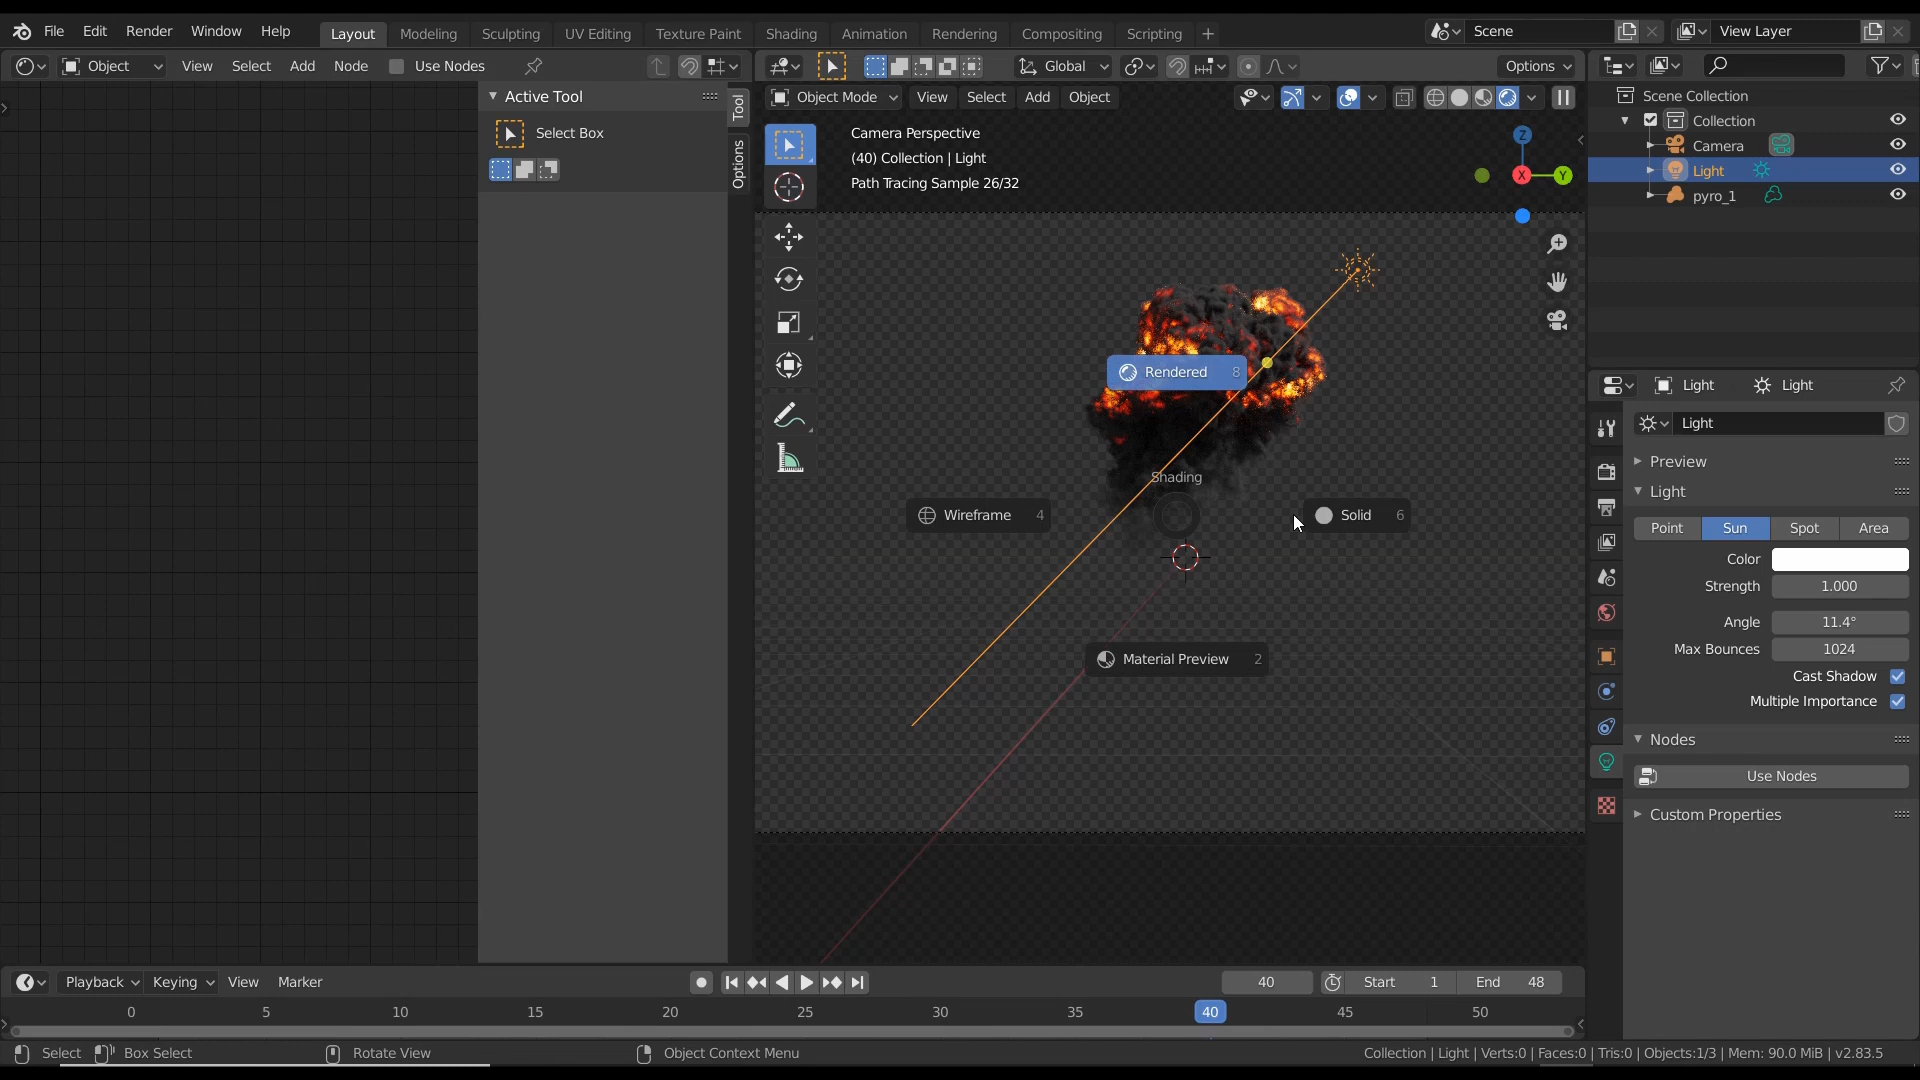 File Edit Render Window Help Layout Modeling Sculpting UV Editing Texture Paint Shading Animation Rendering Compositing Scripting + Scene View Layer
Object View Select Add Node Use Nodes
Global Options
Active Tool
Select Box
Tool
Options
Object Mode View Select Add Object
Camera Perspective
(40) Collection | Light
Path Tracing Sample 26/32
Z
X
Y
Rendered 8
Shading
Wireframe 4
Solid 6
Material Preview 2
Scene Collection
Collection
Camera
Light
pyro_1
Light Light
Light
Preview
Light
Point Sun Spot Area
Color
Strength 1.000
Angle 11.4°
Max Bounces 1024
Cast Shadow
Multiple Importance
Nodes
Use Nodes
Custom Properties
Playback Keying View Marker 40 Start 1 End 48
0 5 10 15 20 25 30 35 40 45 50
Select Box Select Rotate View Object Context Menu Collection | Light | Verts:0 | Faces:0 | Tris:0 | Objects:1/3 | Mem: 90.0 MiB | v2.83.5